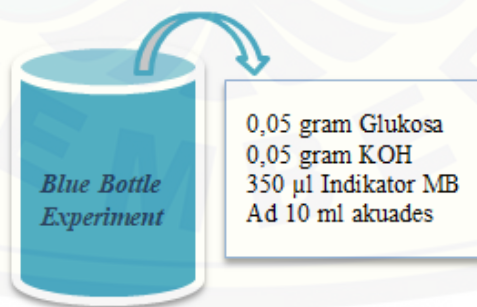 Blue Bottle
Experiment
0,05 gram Glukosa
0,05 gram KOH
350 µl Indikator MB
Ad 10 ml akuades